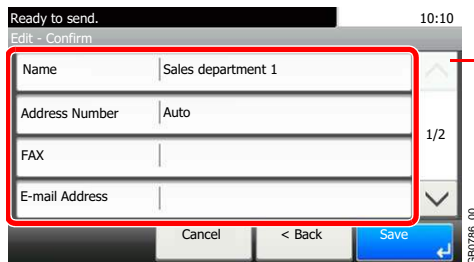 Ready to send. 10:10
Edit - Confirm
Name Sales department 1
Address Number Auto
1/2
FAX
E-mail Address
Cancel < Back Save
GB0786_00